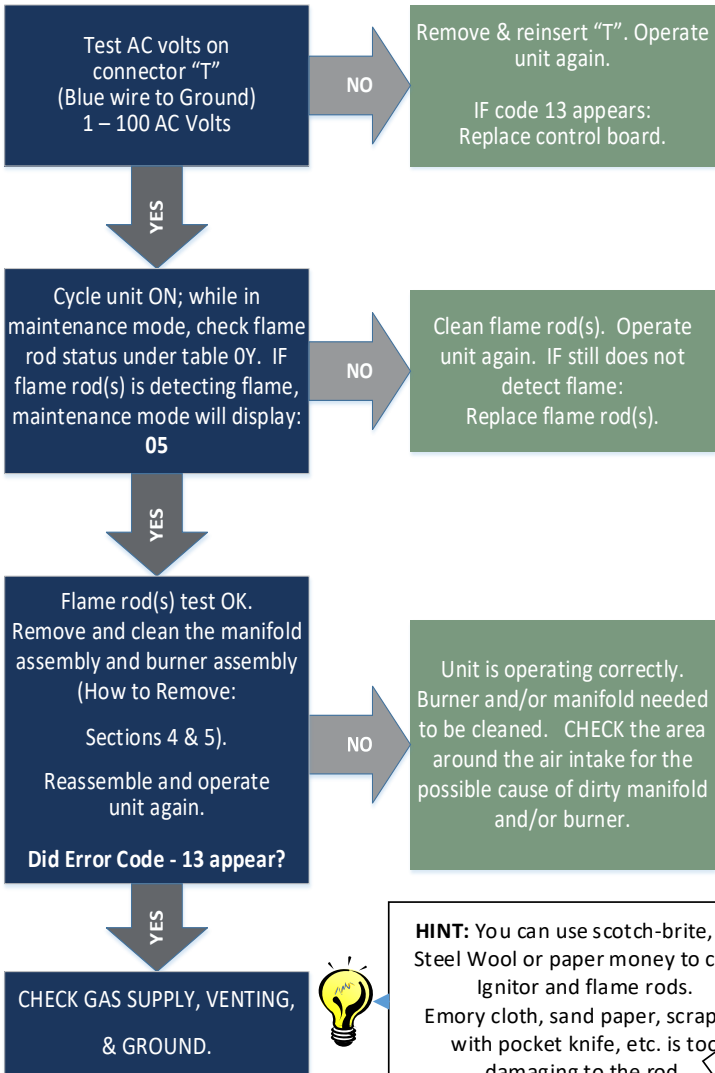 Test AC volts on
connector “T”
(Blue wire to Ground)
1 – 100 AC Volts
NO
Remove & reinsert “T”. Operate
unit again.
IF code 13 appears:
Replace control board.
YES
Cycle unit ON; while in
maintenance mode, check flame
rod status under table 0Y. IF
flame rod(s) is detecting flame,
maintenance mode will display:
05
NO
Clean flame rod(s). Operate
unit again. IF still does not
detect flame:
Replace flame rod(s).
YES
Flame rod(s) test OK.
Remove and clean the manifold
assembly and burner assembly
(How to Remove:
Sections 4 & 5).
Reassemble and operate
unit again.
Did Error Code - 13 appear?
NO
Unit is operating correctly.
Burner and/or manifold needed
to be cleaned. CHECK the area
around the air intake for the
possible cause of dirty manifold
and/or burner.
YES
CHECK GAS SUPPLY, VENTING,
& GROUND.
HINT: You can use scotch-brite,
Steel Wool or paper money to
Ignitor and flame rods.
Emory cloth, sand paper,
with pocket knife, etc. is
damaging to the rod